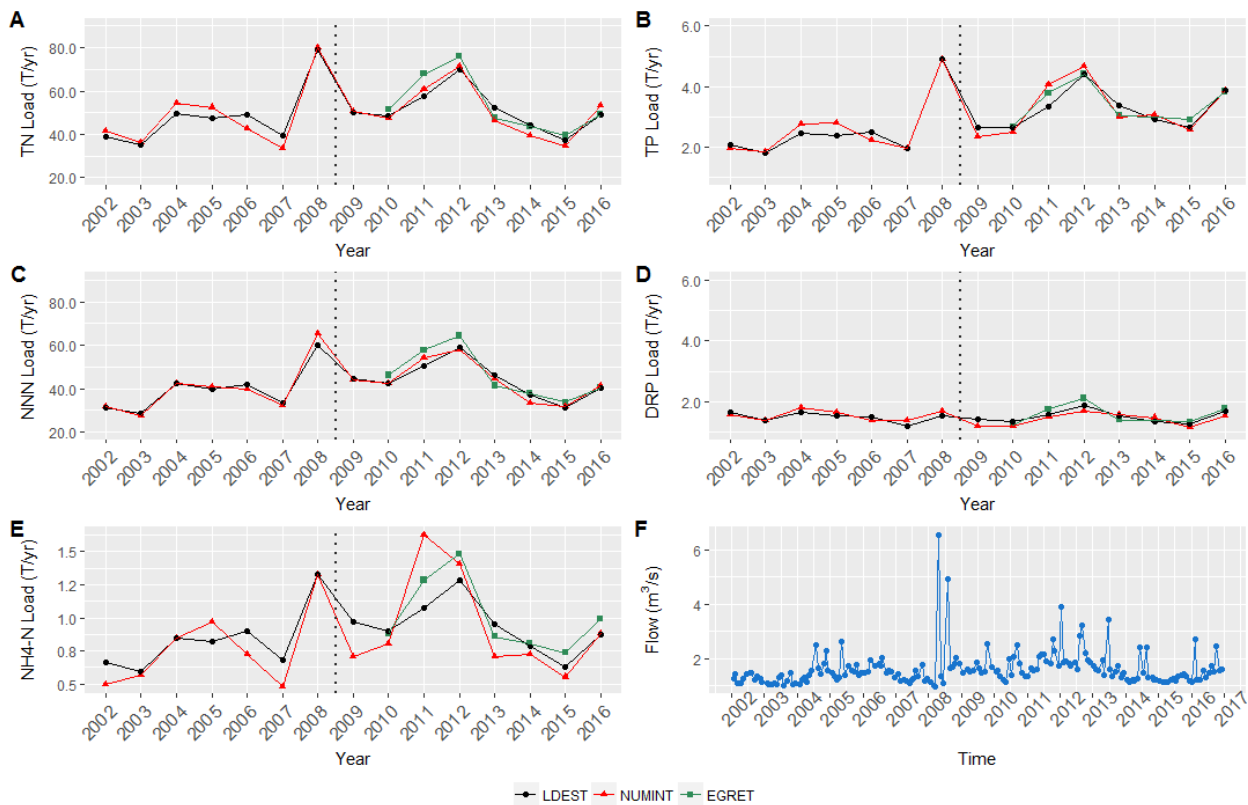 A
TN Load (T/yr)
80.0
60.0
40.0
20.0
2002 2003 2004 2005 2006 2007 2008 2009 2010 2011 2012 2013 2014 2015 2016
Year
B
TP Load (T/yr)
6.0
4.0
2.0
2002 2003 2004 2005 2006 2007 2008 2009 2010 2011 2012 2013 2014 2015 2016
Year
C
NNN Load (T/yr)
80.0
60.0
40.0
20.0
2002 2003 2004 2005 2006 2007 2008 2009 2010 2011 2012 2013 2014 2015 2016
Year
D
DRP Load (T/yr)
6.0
4.0
2.0
2002 2003 2004 2005 2006 2007 2008 2009 2010 2011 2012 2013 2014 2015 2016
Year
E
NH4-N Load (T/yr)
1.5
1.2
1.0
0.8
0.5
2002 2003 2004 2005 2006 2007 2008 2009 2010 2011 2012 2013 2014 2015 2016
Year
F
Flow (m³/s)
6
4
2
2002 2003 2004 2005 2006 2007 2008 2009 2010 2011 2012 2013 2014 2015 2016 2017
Time
LDEST NUMINT EGRET